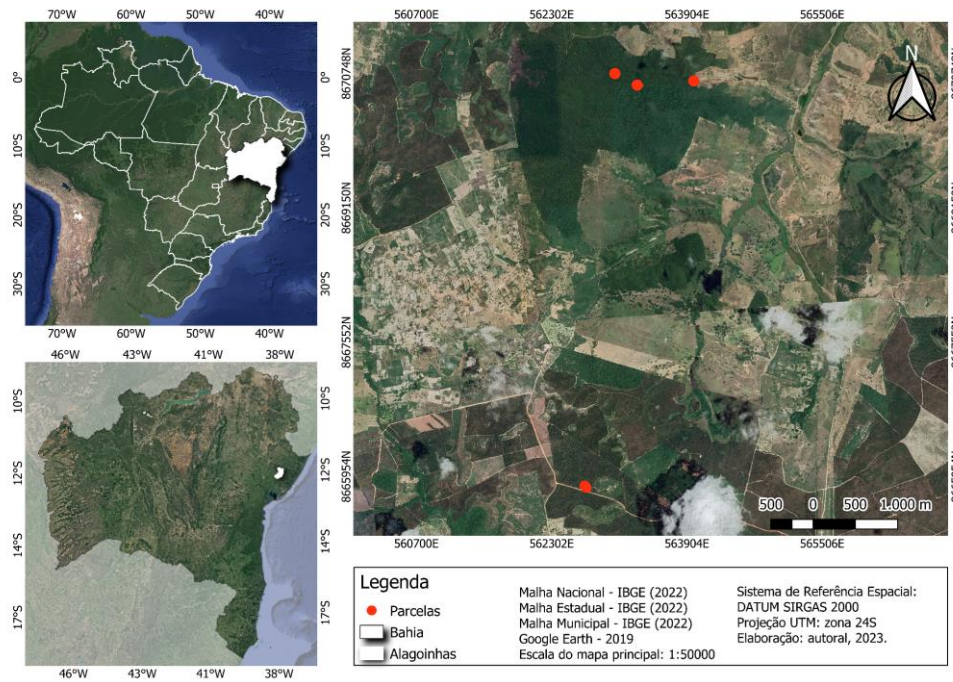 70°W 60°W 50°W 40°W
0°
10°S
20°S
30°S
0°
10°S
20°S
30°S
70°W 60°W 50°W 40°W
46°W 43°W 41°W 38°W
10°S
12°S
14°S
17°S
10°S
12°S
14°S
17°S
46°W 43°W 41°W 38°W
560700E 562302E 563904E 565506E
8670748N
8669150N
8667552N
8665954N
N
500 0 500 1.000 m
560700E 562302E 563904E 565506E
Legenda
Parcelas
Bahia
Alagoinhas
Malha Nacional - IBGE (2022)
Malha Estadual - IBGE (2022)
Malha Municipal - IBGE (2022)
Google Earth - 2019
Escala do mapa principal: 1:50000
Sistema de Referência Espacial:
DATUM SIRGAS 2000
Projeção UTM: zona 24S
Elaboração: autoral, 2023.